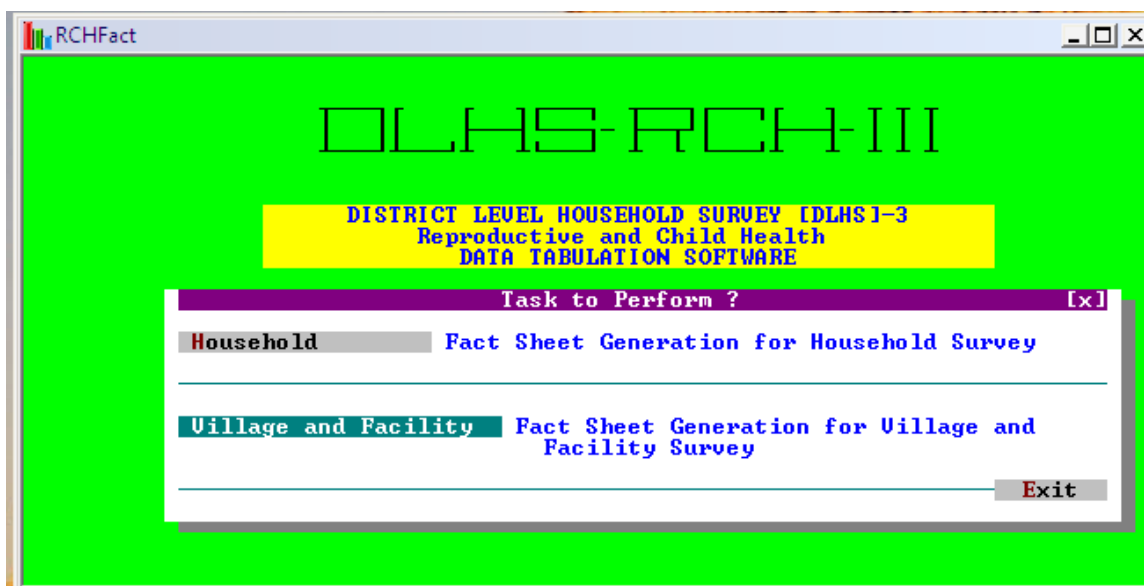 RCHFact
DLHS-RCH-III
DISTRICT LEVEL HOUSEHOLD SURVEY [DLHS]-3
Reproductive and Child Health
DATA TABULATION SOFTWARE
Task to Perform ? [x]
Household Fact Sheet Generation for Household Survey
Village and Facility Fact Sheet Generation for Village and
Facility Survey
Exit